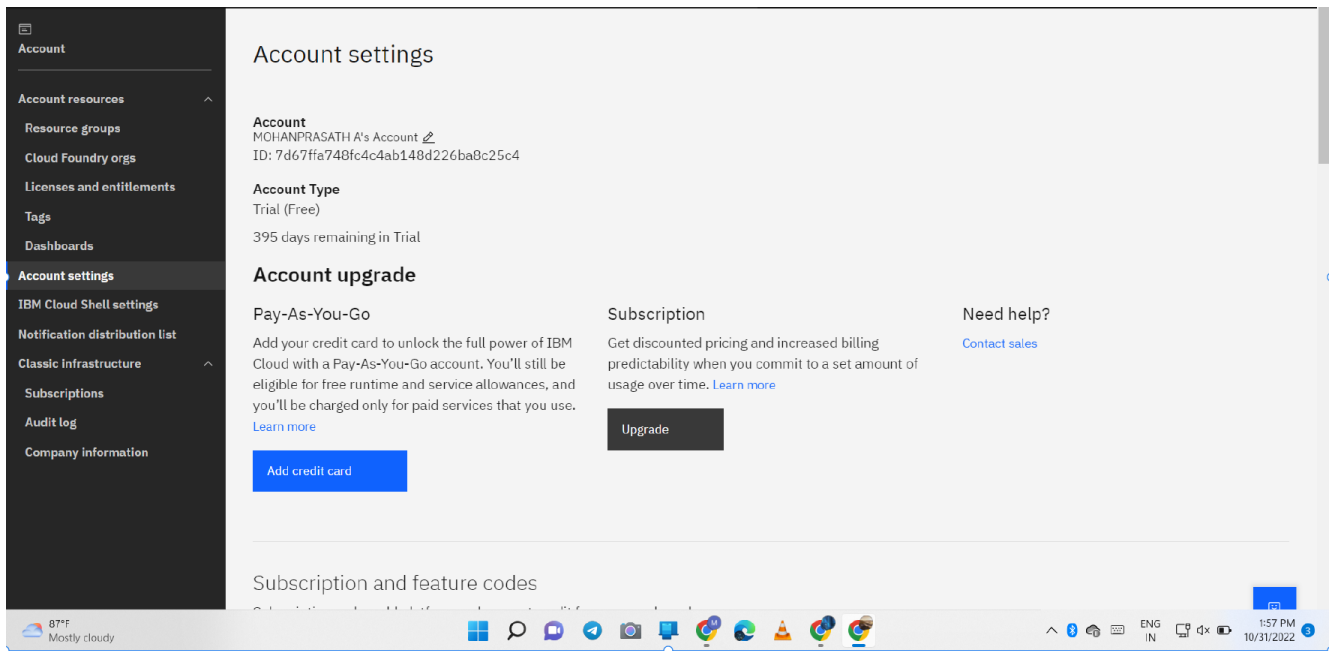 Account
Account resources
Resource groups
Cloud Foundry orgs
Licenses and entitlements
Tags
Dashboards
Account settings
IBM Cloud Shell settings
Notification distribution list
Classic infrastructure
Subscriptions
Audit log
Company information
Account settings
Account
MOHANPRASATH A's Account
ID: 7d67ffa748fc4c4ab148d226ba8c25c4
Account Type
Trial (Free)
395 days remaining in Trial
Account upgrade
Pay-As-You-Go
Add your credit card to unlock the full power of IBM
Cloud with a Pay-As-You-Go account. You'll still be
eligible for free runtime and service allowances, and
you'll be charged only for paid services that you use.
Learn more
Add credit card
Subscription
Get discounted pricing and increased billing
predictability when you commit to a set amount of
usage over time. Learn more
Upgrade
Need help?
Contact sales
Subscription and feature codes
87°F
Mostly cloudy
ENG
IN
1:57 PM
10/31/2022
3